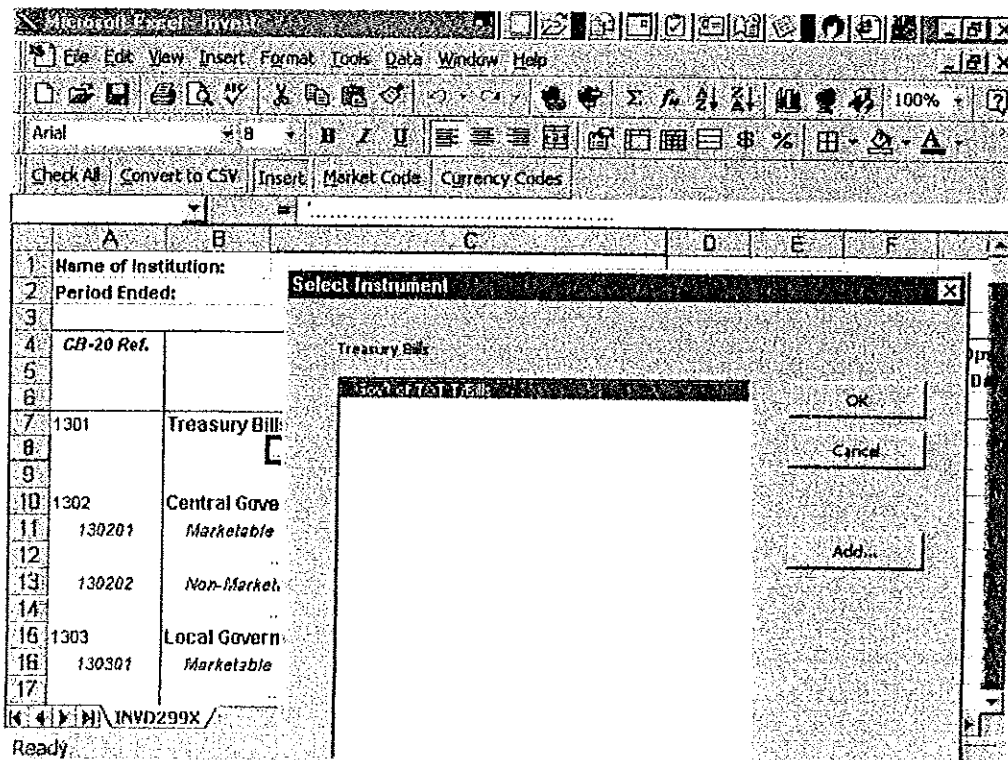 Microsoft Excel - Invest
File Edit View Insert Format Tools Data Window Help
100%
Arial 8 B I U $ %
Check All Convert to CSV Insert Market Code Currency Codes
= '........................................
A B C D E F
1 Name of Institution:
2 Period Ended:
3
4 CB-20 Ref.
5
6
7 1301 Treasury Bills
8
9
10 1302 Central Gove
11 130201 Marketable
12 ..
13 130202 Non-Market
14 ..
15 1303 Local Govern
16 130301 Marketable
17 ..
Select Instrument
Treasury Bills
OK
Cancel
Add...
INVD299X
Ready